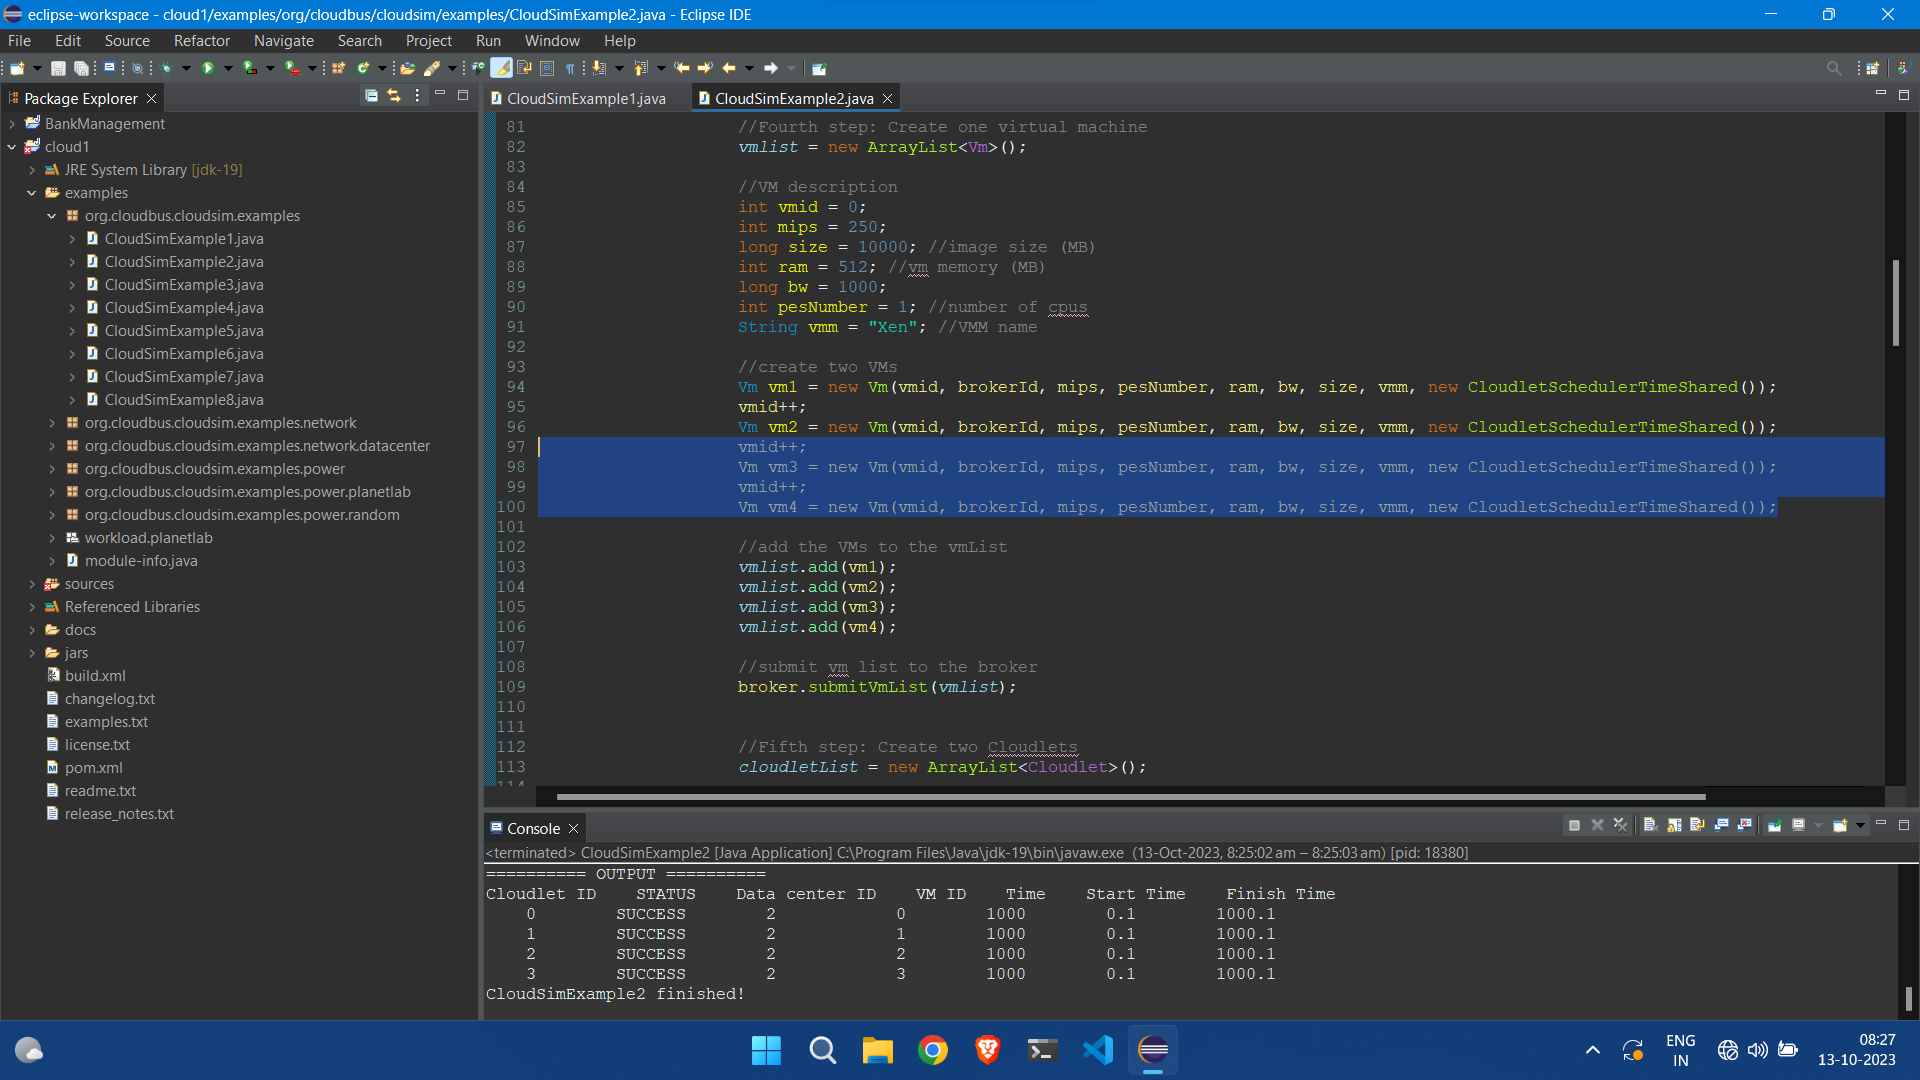 eclipse-workspace - cloud1/examples/org/cloudbus/cloudsim/examples/CloudSimExample2.java - Eclipse IDE
File Edit Source Refactor Navigate Search Project Run Window Help
Package Explorer
BankManagement
cloud1
JRE System Library [jdk-19]
examples
org.cloudbus.cloudsim.examples
CloudSimExample1.java
CloudSimExample2.java
CloudSimExample3.java
CloudSimExample4.java
CloudSimExample5.java
CloudSimExample6.java
CloudSimExample7.java
CloudSimExample8.java
org.cloudbus.cloudsim.examples.network
org.cloudbus.cloudsim.examples.network.datacenter
org.cloudbus.cloudsim.examples.power
org.cloudbus.cloudsim.examples.power.planetlab
org.cloudbus.cloudsim.examples.power.random
workload.planetlab
module-info.java
sources
Referenced Libraries
docs
jars
build.xml
changelog.txt
examples.txt
license.txt
pom.xml
readme.txt
release_notes.txt
CloudSimExample1.java CloudSimExample2.java
81 //Fourth step: Create one virtual machine
82 vmlist = new ArrayList<Vm>();
83
84 //VM description
85 int vmid = 0;
86 int mips = 250;
87 long size = 10000; //image size (MB)
88 int ram = 512; //vm memory (MB)
89 long bw = 1000;
90 int pesNumber = 1; //number of cpus
91 String vmm = "Xen"; //VMM name
92
93 //create two VMs
94 Vm vm1 = new Vm(vmid, brokerId, mips, pesNumber, ram, bw, size, vmm, new CloudletSchedulerTimeShared());
95 vmid++;
96 Vm vm2 = new Vm(vmid, brokerId, mips, pesNumber, ram, bw, size, vmm, new CloudletSchedulerTimeShared());
97 vmid++;
98 Vm vm3 = new Vm(vmid, brokerId, mips, pesNumber, ram, bw, size, vmm, new CloudletSchedulerTimeShared());
99 vmid++;
100 Vm vm4 = new Vm(vmid, brokerId, mips, pesNumber, ram, bw, size, vmm, new CloudletSchedulerTimeShared());
101
102 //add the VMs to the vmList
103 vmlist.add(vm1);
104 vmlist.add(vm2);
105 vmlist.add(vm3);
106 vmlist.add(vm4);
107
108 //submit vm list to the broker
109 broker.submitVmList(vmlist);
110
111
112 //Fifth step: Create two Cloudlets
113 cloudletList = new ArrayList<Cloudlet>();
114
Console
<terminated> CloudSimExample2 [Java Application] C:\Program Files\Java\jdk-19\bin\javaw.exe (13-Oct-2023, 8:25:02 am – 8:25:03 am) [pid: 18380]
========== OUTPUT ==========
Cloudlet ID STATUS Data center ID VM ID Time Start Time Finish Time
0 SUCCESS 2 0 1000 0.1 1000.1
1 SUCCESS 2 1 1000 0.1 1000.1
2 SUCCESS 2 2 1000 0.1 1000.1
3 SUCCESS 2 3 1000 0.1 1000.1
CloudSimExample2 finished!
ENG
IN
08:27
13-10-2023